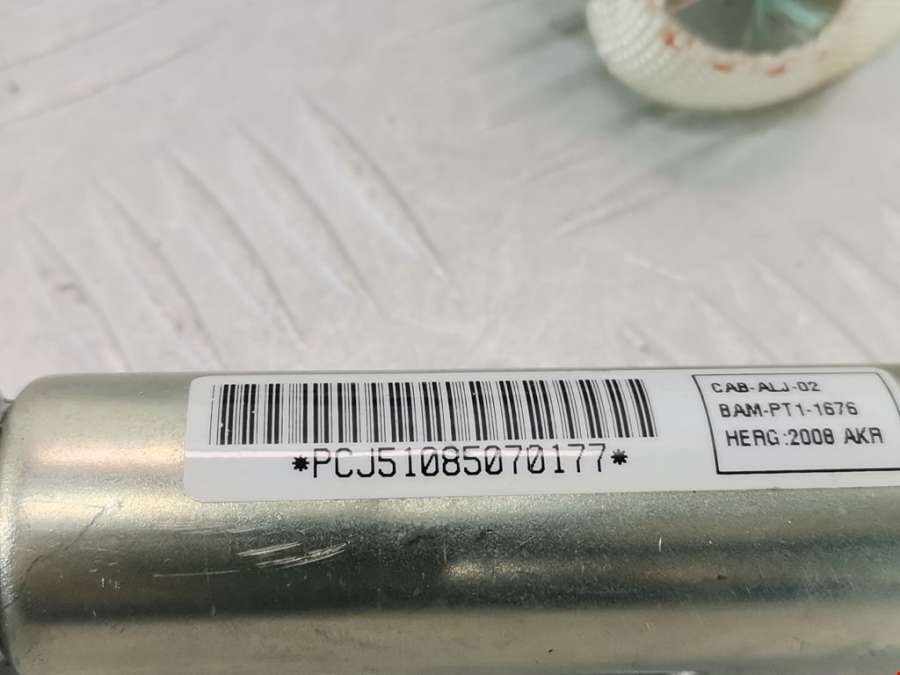 *PCJ51085070177*
CAB-ALJ-02
BAM-PT1-1676
HERG.:2008 AKR